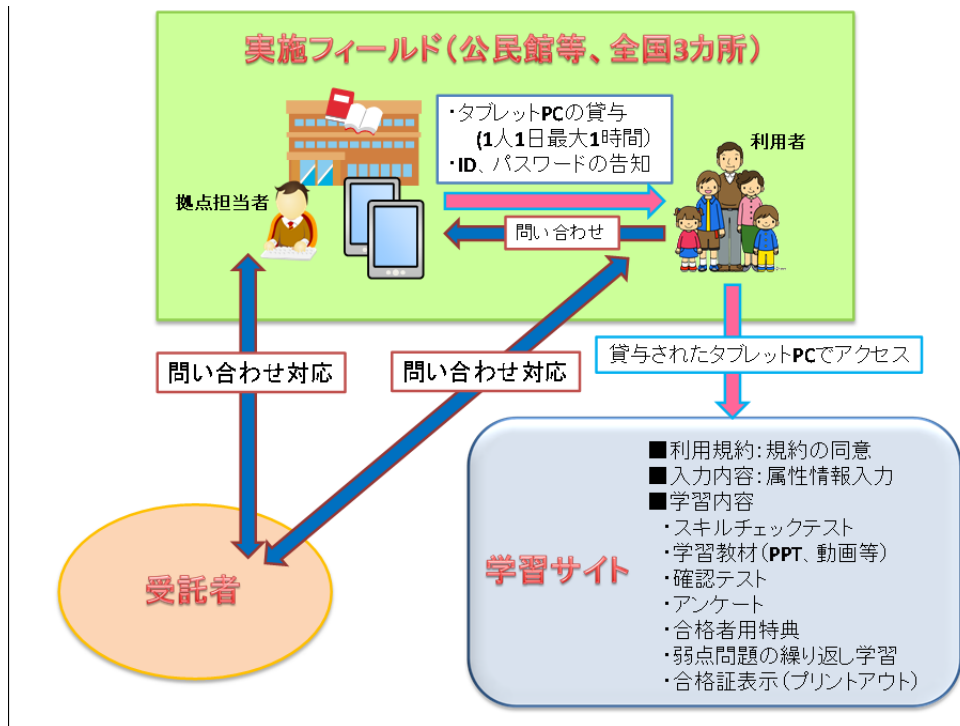 実施フィールド(公民館等、全国3カ所)
・タブレットPCの貸与
(1人1日最大1時間)
・ID、パスワードの告知
利用者
拠点担当者
問い合わせ
貸与されたタブレットPCでアクセス
問い合わせ対応
問い合わせ対応
■利用規約:規約の同意
■入力内容:属性情報入力
■学習内容
・スキルチェックテスト
・学習教材(PPT、動画等)
・確認テスト
・アンケート
・合格者用特典
・弱点問題の繰り返し学習
・合格証表示(プリントアウト)
学習サイト
受託者